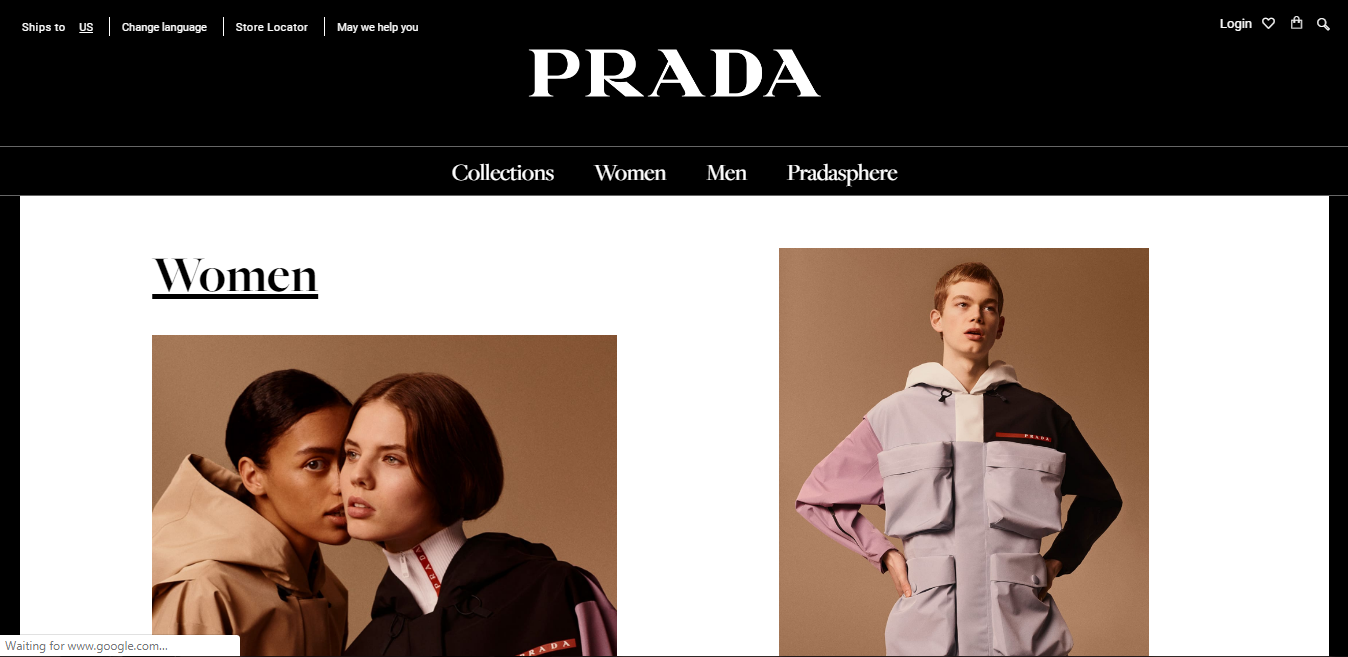 Ships to US Change language Store Locator May we help you Login
PRADA
Collections Women Men Pradasphere
Women
PRADA
PRADA
PRADA
Waiting for www.google.com...